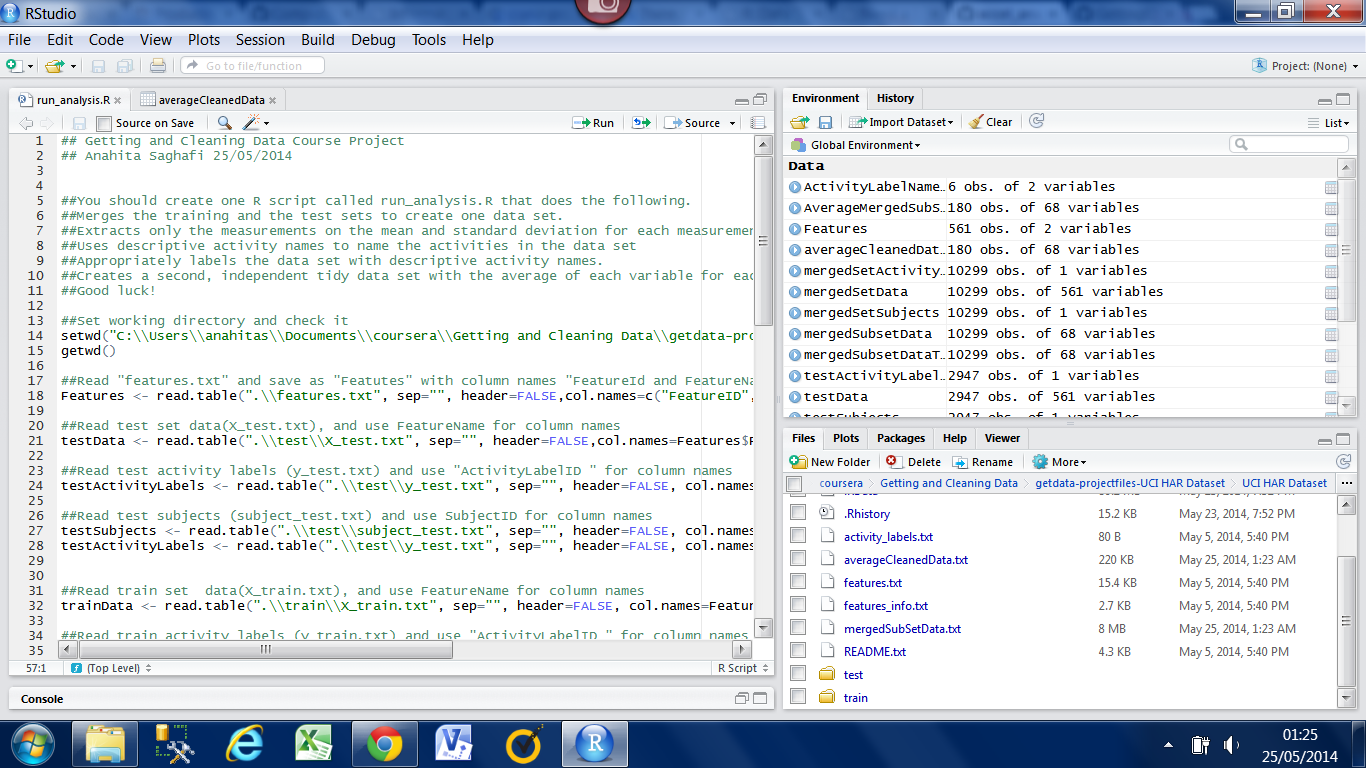 RStudio
File Edit Code View Plots Session Build Debug Tools Help
Go to file/function
Project: (None)
run_analysis.R
averageCleanedData
Source on Save
Run
Source
1 ## Getting and Cleaning Data Course Project
2 ## Anahita Saghafi 25/05/2014
3
4
5 ##You should create one R script called run_analysis.R that does the following.
6 ##Merges the training and the test sets to create one data set.
7 ##Extracts only the measurements on the mean and standard deviation for each measuremen
8 ##Uses descriptive activity names to name the activities in the data set
9 ##Appropriately labels the data set with descriptive activity names.
10 ##Creates a second, independent tidy data set with the average of each variable for eac
11 ##Good luck!
12
13 ##Set working directory and check it
14 setwd("C:\\Users\\anahitas\\Documents\\coursera\\Getting and Cleaning Data\\getdata-pro
15 getwd()
16
17 ##Read "features.txt" and save as "Featutes" with column names "FeatureId and FeatureNa
18 Features <- read.table(".\\features.txt", sep="", header=FALSE,col.names=c("FeatureID",
19
20 ##Read test set data(X_test.txt), and use FeatureName for column names
21 testData <- read.table(".\\test\\X_test.txt", sep="", header=FALSE,col.names=Features$F
22
23 ##Read test activity labels (y_test.txt) and use "ActivityLabelID " for column names
24 testActivityLabels <- read.table(".\\test\\y_test.txt", sep="", header=FALSE, col.names
25
26 ##Read test subjects (subject_test.txt) and use SubjectID for column names
27 testSubjects <- read.table(".\\test\\subject_test.txt", sep="", header=FALSE, col.names
28 testActivityLabels <- read.table(".\\test\\y_test.txt", sep="", header=FALSE, col.names
29
30
31 ##Read train set  data(X_train.txt), and use FeatureName for column names
32 trainData <- read.table(".\\train\\X_train.txt", sep="", header=FALSE, col.names=Featur
33
34 ##Read train activity labels (y_train.txt) and use "ActivityLabelID " for column names
35
57:1 (Top Level) R Script
Console
Environment History
Import Dataset Clear List
Global Environment
Data
ActivityLabelName… 6 obs. of 2 variables
AverageMergedSubS… 180 obs. of 68 variables
Features 561 obs. of 2 variables
averageCleanedDat… 180 obs. of 68 variables
mergedSetActivity… 10299 obs. of 1 variables
mergedSetData 10299 obs. of 561 variables
mergedSetSubjects 10299 obs. of 1 variables
mergedSubsetData 10299 obs. of 68 variables
mergedSubsetDataT… 10299 obs. of 68 variables
testActivityLabel… 2947 obs. of 1 variables
testData 2947 obs. of 561 variables
testSubjects 2947 obs. of 1 variables
Files Plots Packages Help Viewer
New Folder Delete Rename More
coursera Getting and Cleaning Data getdata-projectfiles-UCI HAR Dataset UCI HAR Dataset ...
.Rhistory 15.2 KB May 23, 2014, 7:52 PM
activity_labels.txt 80 B May 5, 2014, 5:40 PM
averageCleanedData.txt 220 KB May 25, 2014, 1:23 AM
features.txt 15.4 KB May 5, 2014, 5:40 PM
features_info.txt 2.7 KB May 5, 2014, 5:40 PM
mergedSubSetData.txt 8 MB May 25, 2014, 1:23 AM
README.txt 4.3 KB May 5, 2014, 5:40 PM
test
train
01:25
25/05/2014